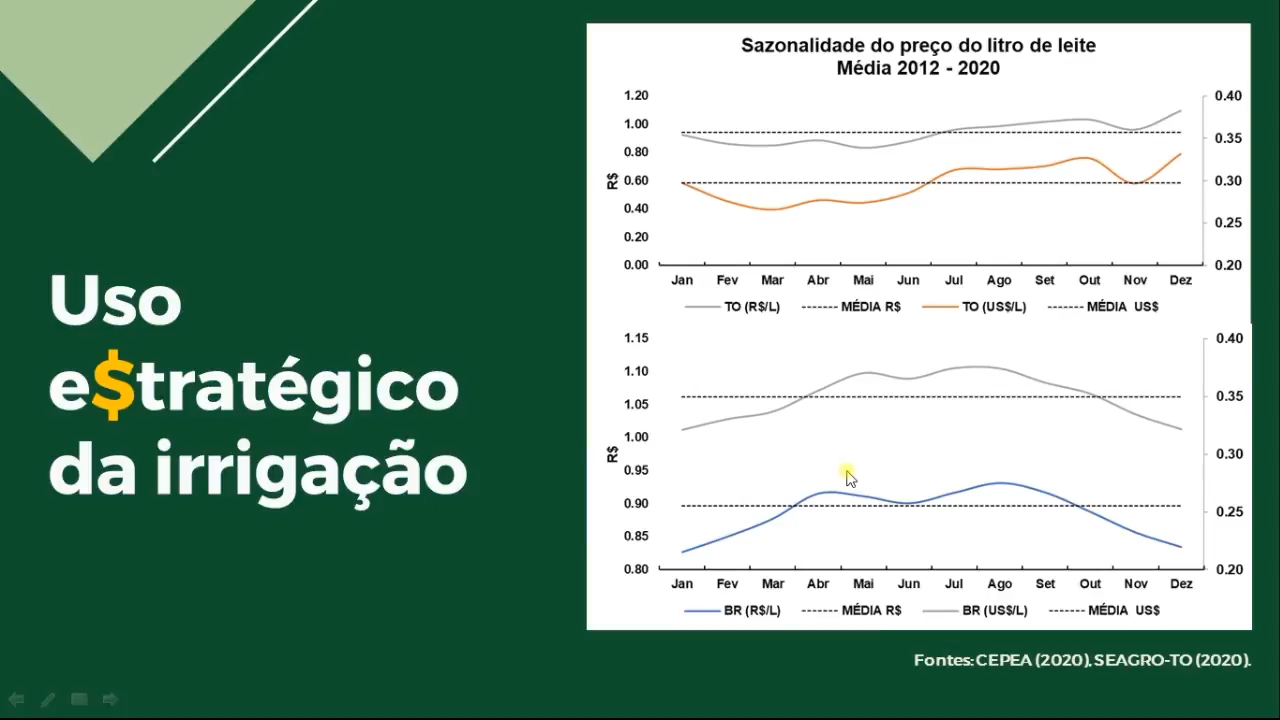 Uso
e$tratégico
da irrigação
Sazonalidade do preço do litro de leite
Média 2012 - 2020
1.20
1.00
0.80
0.60
0.40
0.20
0.00
R$
0.40
0.35
0.30
0.25
0.20
Jan Fev Mar Abr Mai Jun Jul Ago Set Out Nov Dez
TO (R$/L) MÉDIA R$ TO (US$/L) MÉDIA US$
1.15
1.10
1.05
1.00
0.95
0.90
0.85
0.80
R$
0.40
0.35
0.30
0.25
0.20
Jan Fev Mar Abr Mai Jun Jul Ago Set Out Nov Dez
BR (R$/L) MÉDIA R$ BR (US$/L) MÉDIA US$
Fontes: CEPEA (2020), SEAGRO-TO (2020).